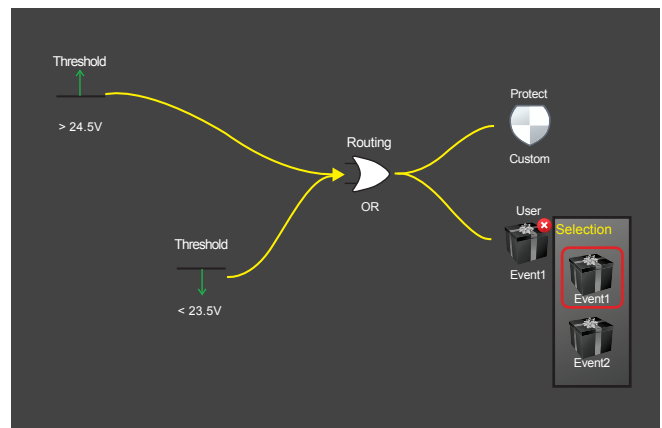 Threshold
> 24.5V
Threshold
< 23.5V
Routing
OR
Protect
Custom
User
Event1
Selection
Event1
Event2